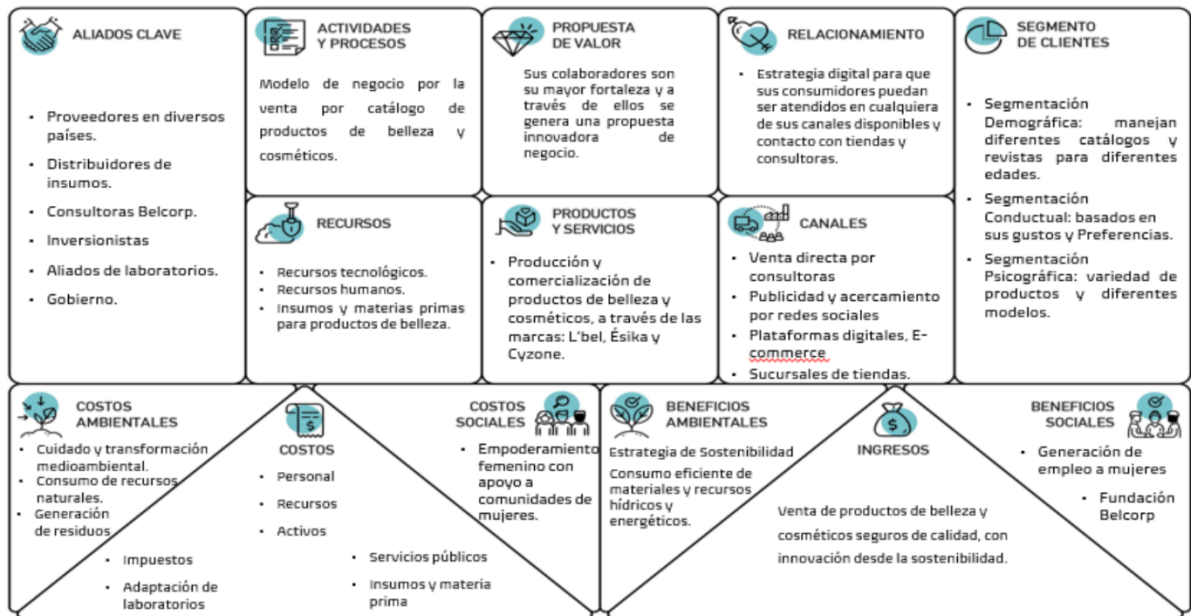 ALIADOS CLAVE
• Proveedores en diversos
países.
• Distribuidores de
insumos.
• Consultoras Belcorp.
• Inversionistas
• Aliados de laboratorios.
• Gobierno.
ACTIVIDADES
Y PROCESOS
Modelo de negocio por la
venta por catálogo de
productos de belleza y
cosméticos.
RECURSOS
• Recursos tecnológicos.
• Recursos humanos.
• Insumos y materias primas
para productos de belleza.
PROPUESTA
DE VALOR
Sus colaboradores son
su mayor fortaleza y a
través de ellos se
genera una propuesta
innovadora de
negocio.
PRODUCTOS
Y SERVICIOS
• Producción y
comercialización de
productos de belleza y
cosméticos, a través de las
marcas: L’bel, Ésika y
Cyzone.
RELACIONAMIENTO
• Estrategia digital para que
sus consumidores puedan
ser atendidos en cualquiera
de sus canales disponibles y
contacto con tiendas y
consultoras.
CANALES
• Venta directa por
consultoras
• Publicidad y acercamiento
por redes sociales
• Plataformas digitales, E-
commerce
• Sucursales de tiendas.
SEGMENTO
DE CLIENTES
• Segmentación
Demográfica: manejan
diferentes catálogos y
revistas para diferentes
edades.
• Segmentación
Conductual: basados en
sus gustos y Preferencias.
• Segmentación
Psicográfica: variedad de
productos y diferentes
modelos.
COSTOS
AMBIENTALES
• Cuidado y transformación
medioambiental.
• Consumo de recursos
naturales.
• Generación
de residuos
COSTOS
• Personal
• Recursos
• Activos
• Impuestos
• Adaptación de
laboratorios
• Servicios públicos
• Insumos y materia
prima
COSTOS
SOCIALES
• Empoderamiento
femenino con
apoyo a
comunidades de
mujeres.
BENEFICIOS
AMBIENTALES
Estrategia de Sostenibilidad
Consumo eficiente de
materiales y recursos
hídricos y
energéticos.
INGRESOS
Venta de productos de belleza y
cosméticos seguros de calidad, con
innovación desde la sostenibilidad.
BENEFICIOS
SOCIALES
• Generación de
empleo a mujeres
• Fundación
Belcorp